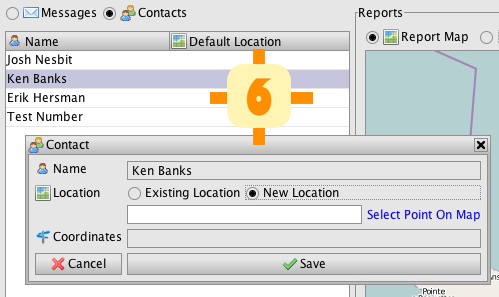 Messages Contacts
Reports
Name Default Location
Report Map
Josh Nesbit
Ken Banks
Erik Hersman
Test Number
6
Contact
Name Ken Banks
Location Existing Location New Location
Select Point On Map
Coordinates
Cancel Save
Pointe